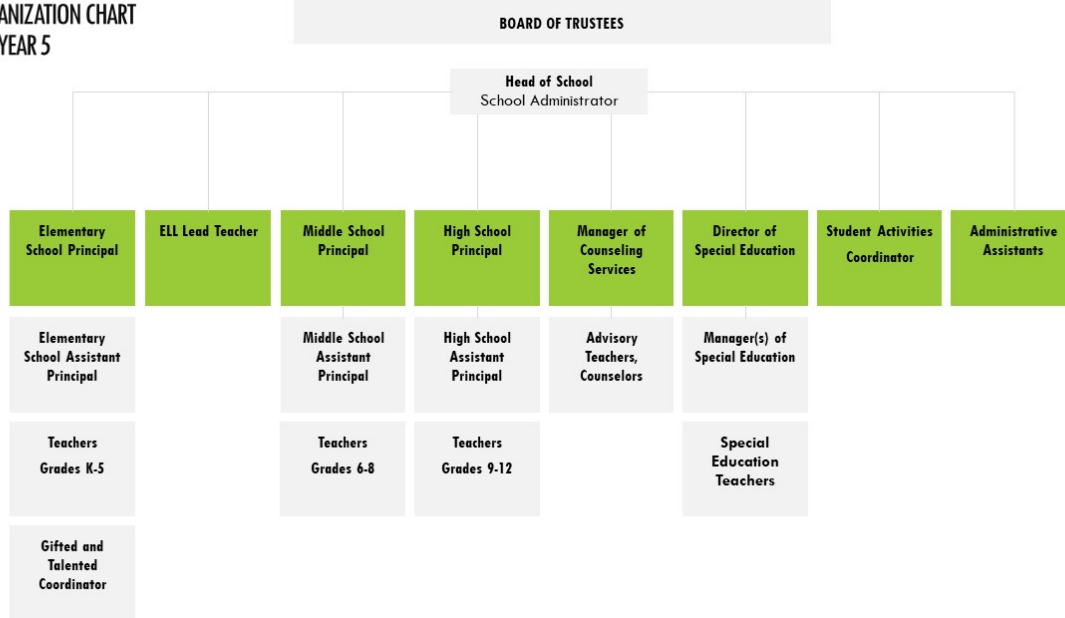 YEAR 5
BOARD OF TRUSTEES
CHART
Head of School
School Administrator
Elementary
School Principal
ELL Lead Teacher
Middle School
Principal
High School
Principal
Manager of
Counseling
Services
Director of
Special Education
Student Activities
Coordinator
Administrative
Assistants
Elementary
School Assistant
Principal
Middle School
Assistant
Principal
High School
Assistant
Principal
Advisory
Teachers,
Counselors
Manager(s) of
Special Education
Teachers
Grades K-5
Teachers
Grades 6-8
Teachers
Grades 9-12
Special
Education
Teachers
Gifted and
Talented
Coordinator